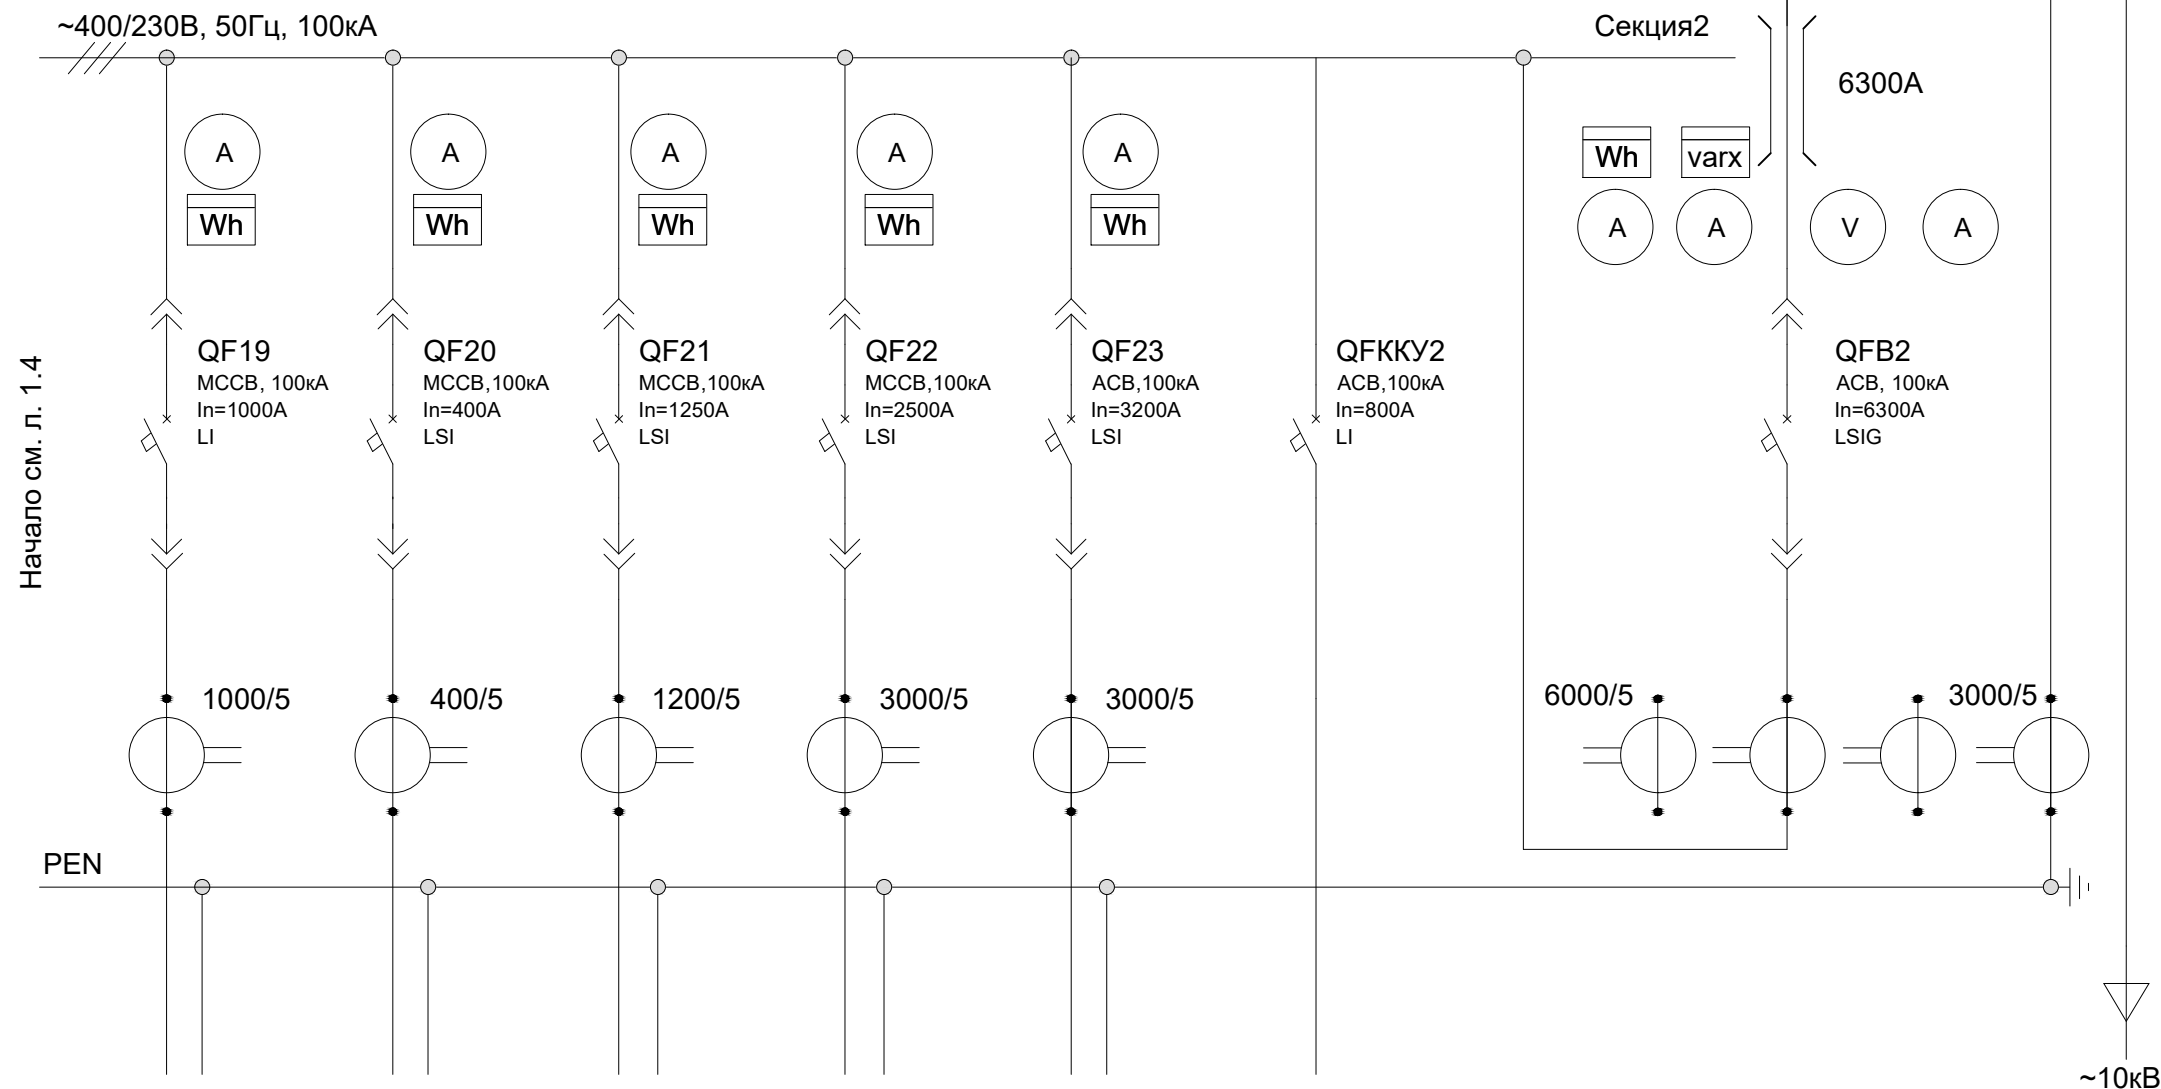 ~400/230В, 50Гц, 100кА
Секция2
6300А
A
A
A
A
A
Wh
Wh
Wh
Wh
Wh
Wh
varx
A
A
V
A
Начало см. л. 1.4
QF19
MCCB, 100кА
In=1000A
LI
QF20
MCCB,100кА
In=400A
LSI
QF21
MCCB,100кА
In=1250A
LSI
QF22
MCCB,100кА
In=2500A
LSI
QF23
ACB,100кА
In=3200A
LSI
QFККУ2
ACB,100кА
In=800A
LI
QFB2
ACB, 100кА
In=6300A
LSIG
1000/5
400/5
1200/5
3000/5
3000/5
6000/5
3000/5
PEN
~10кВ